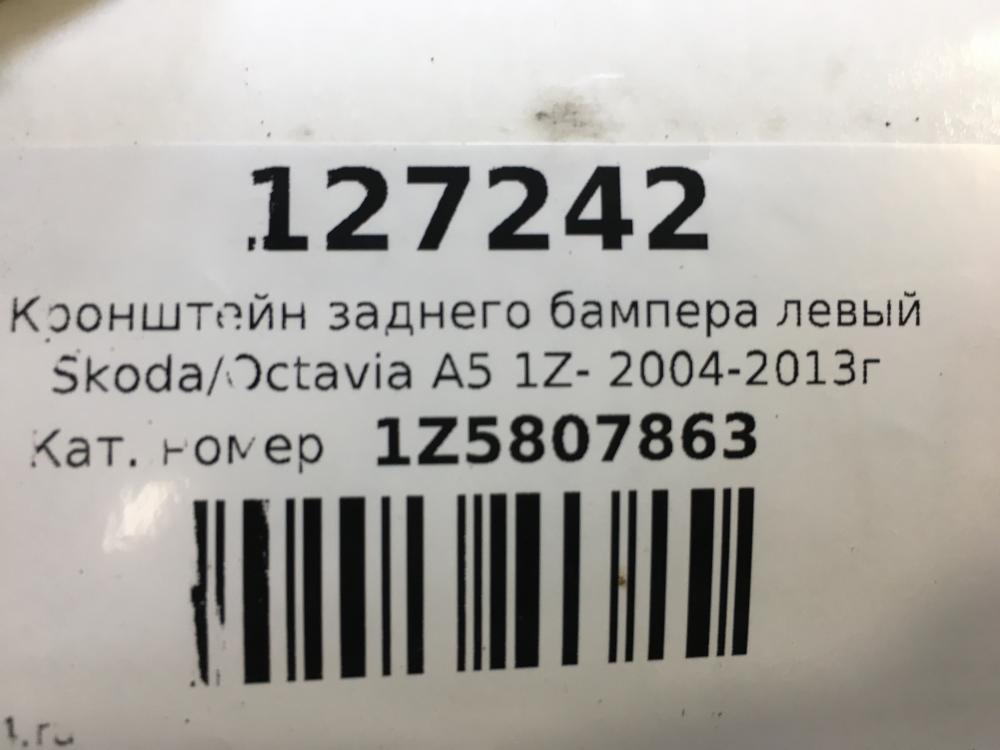 127242
Кронштейн заднего бампера левый
Skoda/Octavia A5 1Z- 2004-2013г
Кат. номер 1Z5807863